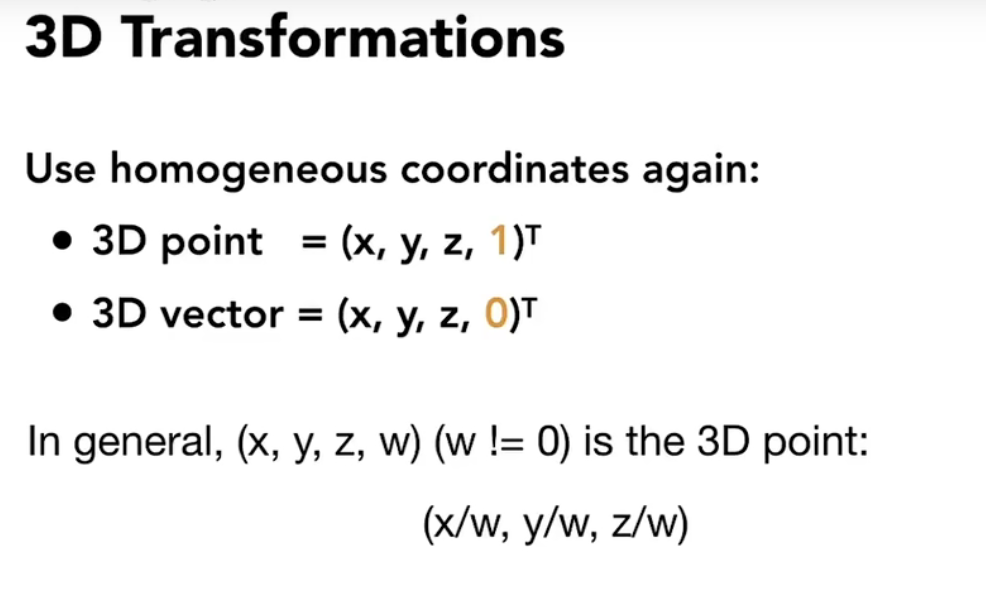 3D Transformations
Use homogeneous coordinates again:
• 3D point = (x, y, z, 1)ᵀ
• 3D vector = (x, y, z, 0)ᵀ
In general, (x, y, z, w) (w != 0) is the 3D point:
(x/w, y/w, z/w)